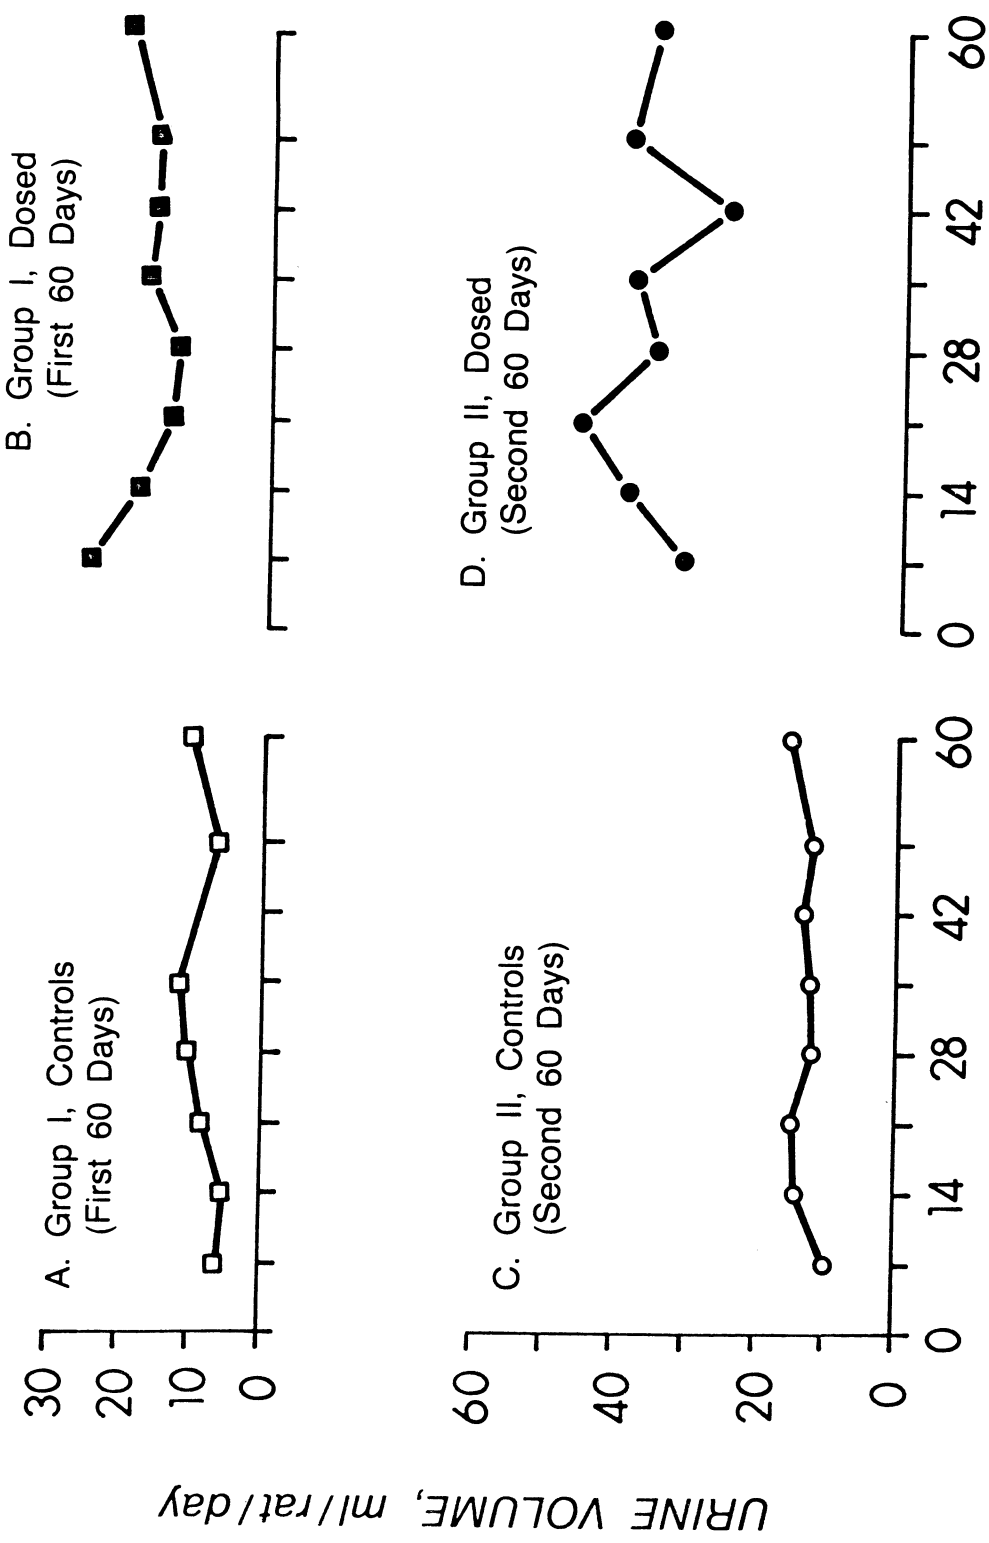 URINE VOLUME, ml/rat/day
A. Group I, Controls
(First 60 Days)
30
20
10
0
B. Group I, Dosed
(First 60 Days)
C. Group II, Controls
(Second 60 Days)
60
40
20
0
0 14 28 42 60
D. Group II, Dosed
(Second 60 Days)
0 14 28 42 60